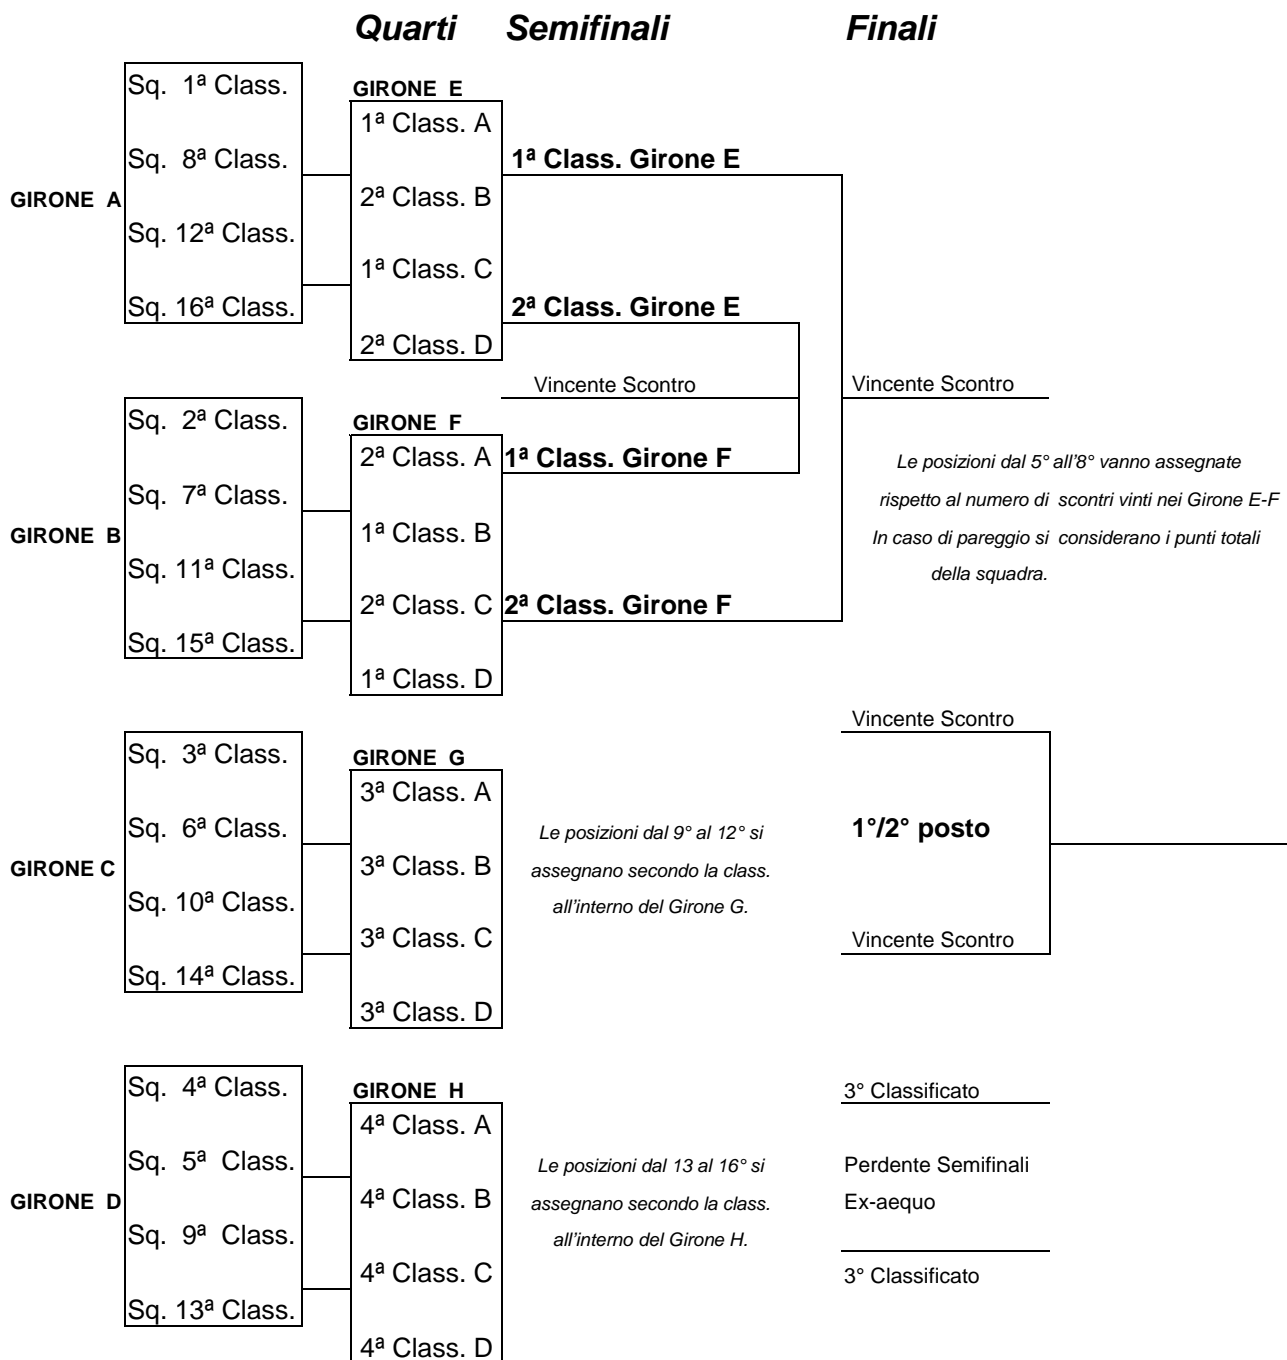 Quarti Semifinali Finali
Sq. 1ª Class.
Sq. 8ª Class.
GIRONE A
Sq. 12ª Class.
Sq. 16ª Class.
GIRONE E
1ª Class. A
2ª Class. B
1ª Class. C
2ª Class. D
1ª Class. Girone E
2ª Class. Girone E
Vincente Scontro
Vincente Scontro
Sq. 2ª Class.
Sq. 7ª Class.
GIRONE B
Sq. 11ª Class.
Sq. 15ª Class.
GIRONE F
2ª Class. A
1ª Class. B
2ª Class. C
1ª Class. D
1ª Class. Girone F
2ª Class. Girone F
Le posizioni dal 5° all'8° vanno assegnate
rispetto al numero di scontri vinti nei Girone E-F
In caso di pareggio si considerano i punti totali
della squadra.
Sq. 3ª Class.
Sq. 6ª Class.
GIRONE C
Sq. 10ª Class.
Sq. 14ª Class.
GIRONE G
3ª Class. A
3ª Class. B
3ª Class. C
3ª Class. D
Le posizioni dal 9° al 12° si
assegnano secondo la class.
all'interno del Girone G.
Vincente Scontro
1°/2° posto
Vincente Scontro
Sq. 4ª Class.
Sq. 5ª Class.
GIRONE D
Sq. 9ª Class.
Sq. 13ª Class.
GIRONE H
4ª Class. A
4ª Class. B
4ª Class. C
4ª Class. D
Le posizioni dal 13 al 16° si
assegnano secondo la class.
all'interno del Girone H.
3° Classificato
Perdente Semifinali
Ex-aequo
3° Classificato